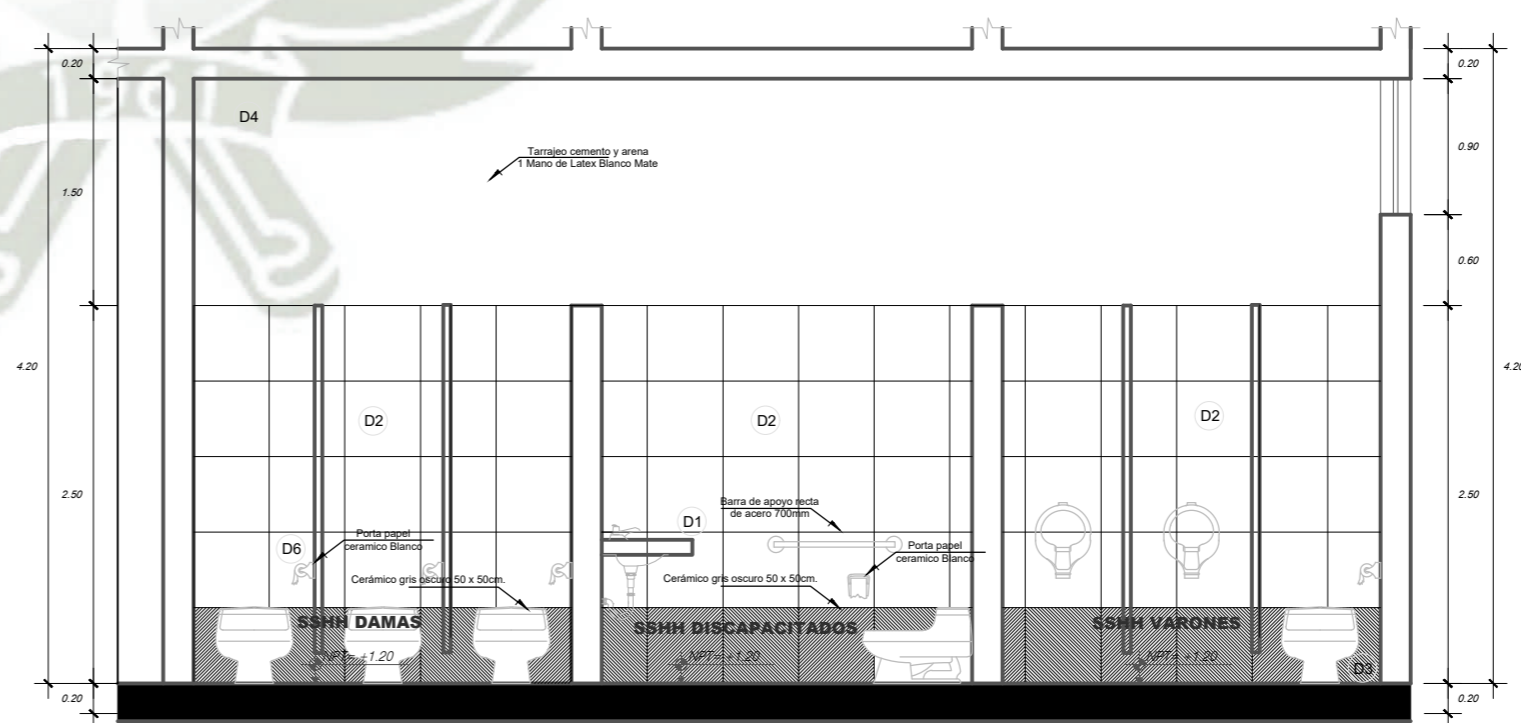 0.20
0.20
1961
D4
Tarrajeo cemento y arena
1 Mano de Latex Blanco Mate
0.90
1.50
0.60
4.20
4.20
D2
D2
D2
2.50
2.50
Barra de apoyo recta
de acero 700mm
D1
D6
Porta papel
ceramico Blanco
Porta papel
ceramico Blanco
Cerámico gris oscuro 50 x 50cm.
Cerámico gris oscuro 50 x 50cm.
SSHH DAMAS
SSHH DISCAPACITADOS
SSHH VARONES
NPT= +1.20
NPT= +1.20
NPT= +1.20
D3
0.20
0.20